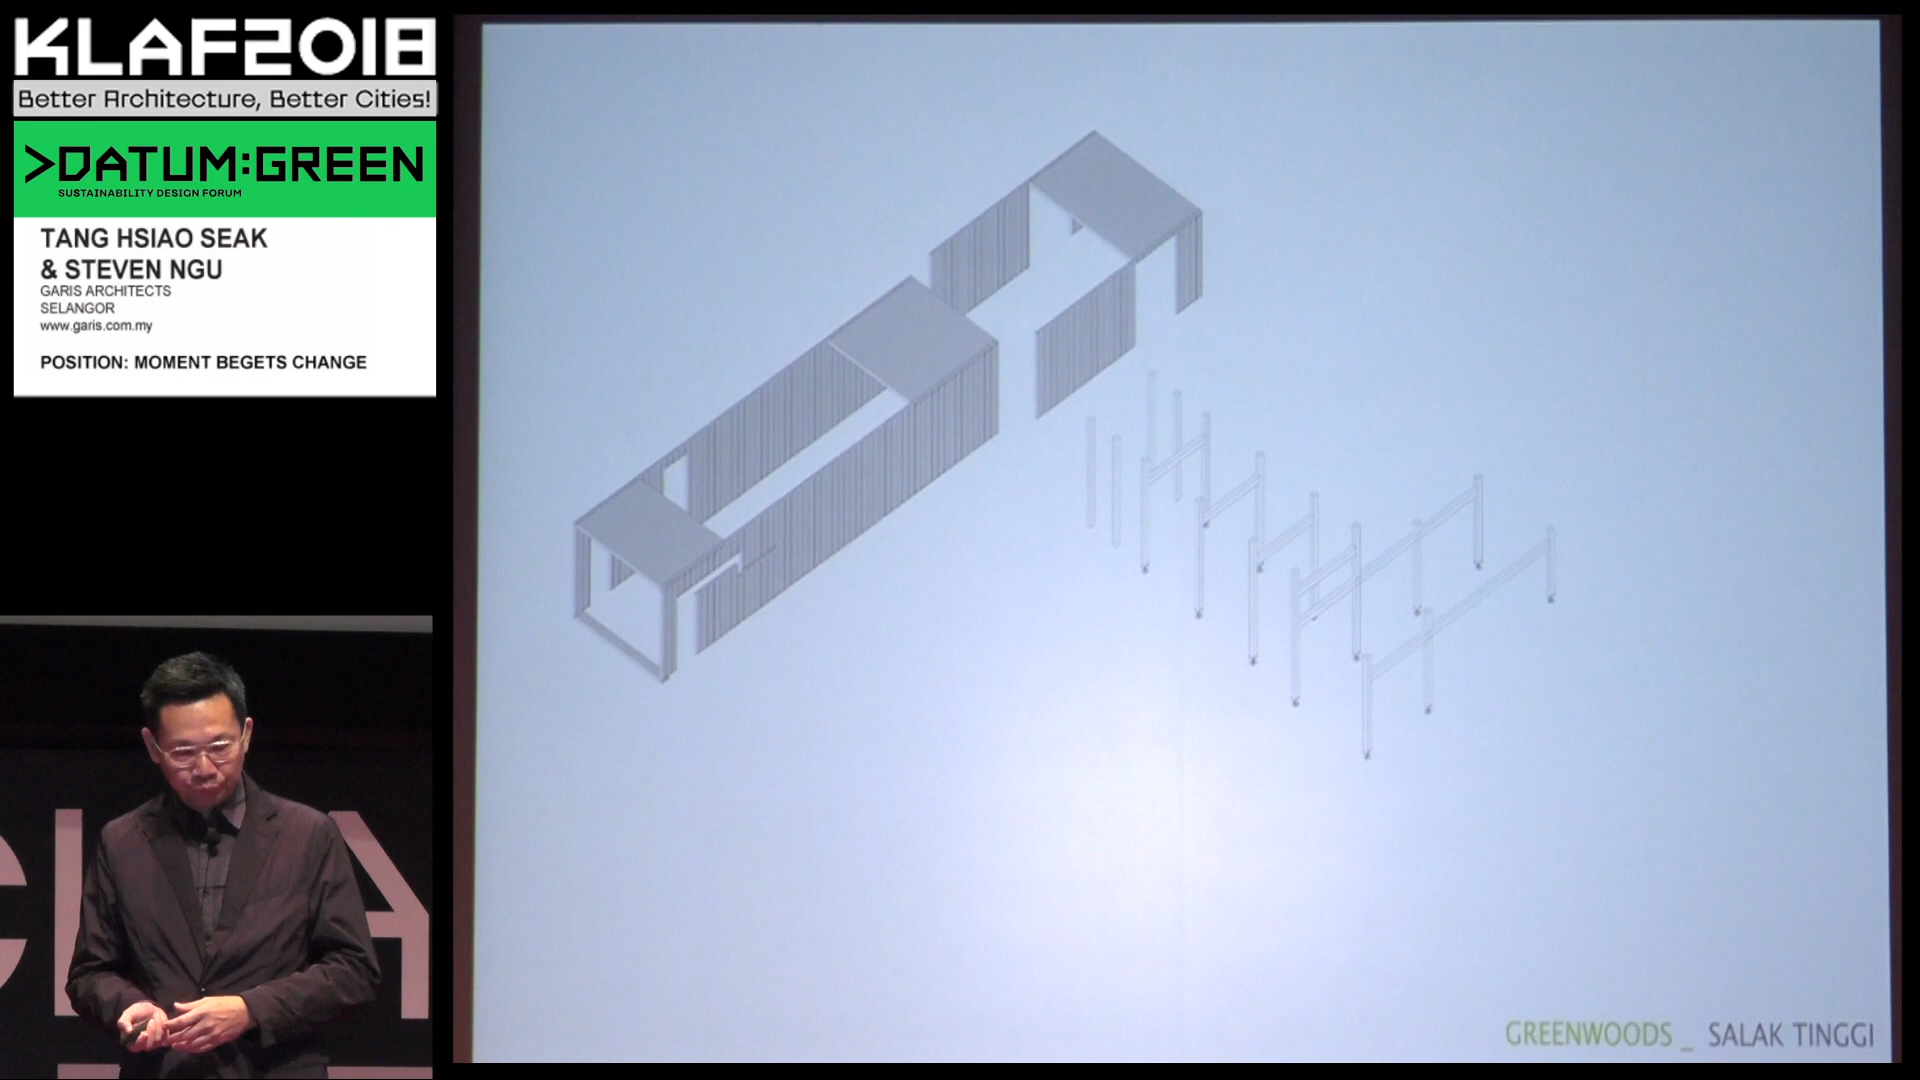 KLAF2018
Better Architecture, Better Cities!
>DATUM:GREEN
SUSTAINABILITY DESIGN FORUM
TANG HSIAO SEAK
& STEVEN NGU
GARIS ARCHITECTS
SELANGOR
www.garis.com.my
POSITION: MOMENT BEGETS CHANGE
GREENWOODS _ SALAK TINGGI